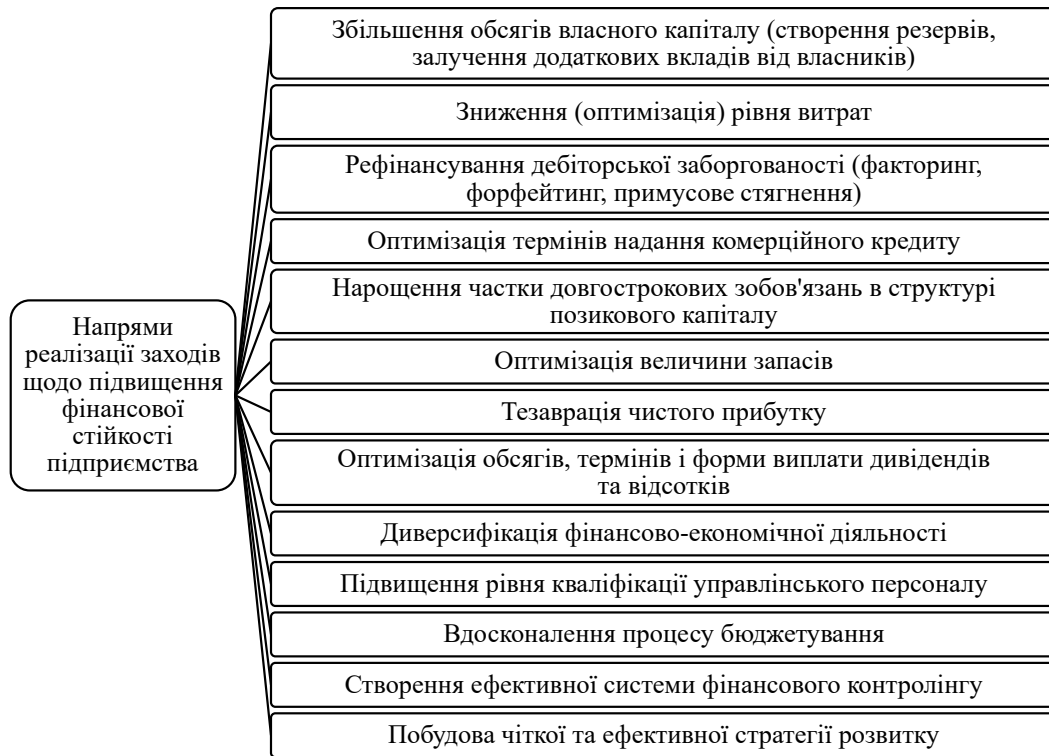 Напрями
реалізації заходів
щодо підвищення
фінансової
стійкості
підприємства
Збільшення обсягів власного капіталу (створення резервів,
залучення додаткових вкладів від власників)
Зниження (оптимізація) рівня витрат
Рефінансування дебіторської заборгованості (факторинг,
форфейтинг, примусове стягнення)
Оптимізація термінів надання комерційного кредиту
Нарощення частки довгострокових зобов'язань в структурі
позикового капіталу
Оптимізація величини запасів
Тезаврація чистого прибутку
Оптимізація обсягів, термінів і форми виплати дивідендів
та відсотків
Диверсифікація фінансово-економічної діяльності
Підвищення рівня кваліфікації управлінського персоналу
Вдосконалення процесу бюджетування
Створення ефективної системи фінансового контролінгу
Побудова чіткої та ефективної стратегії розвитку